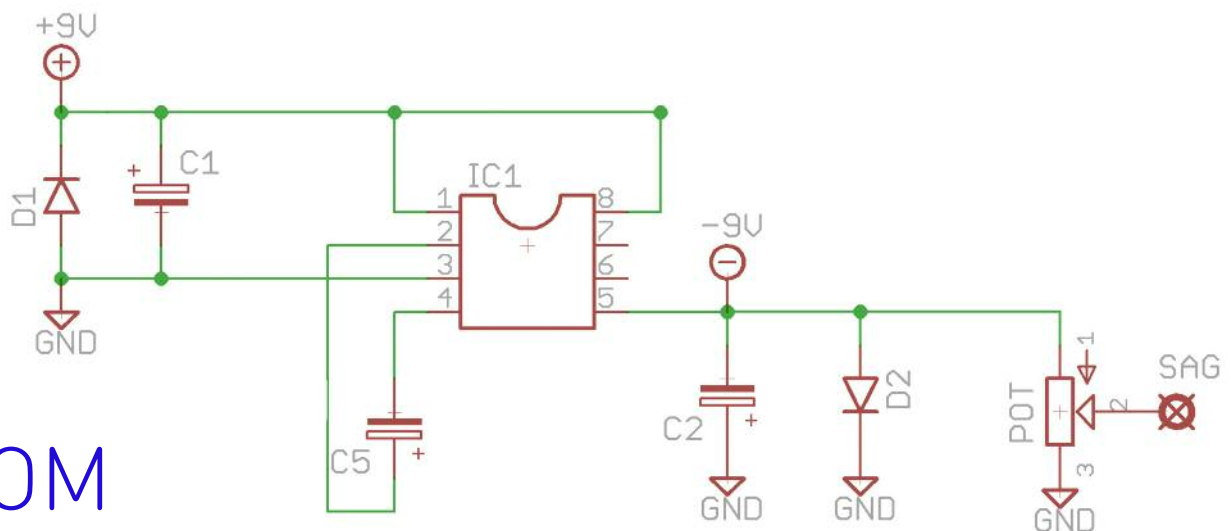 +9V
D1
+
C1
IC1
1
2
3
4
8
7
6
5
-9V
GND
C5
+
C2
+
D2
POT
1
2
3
SAG
GND
GND
GND
OM